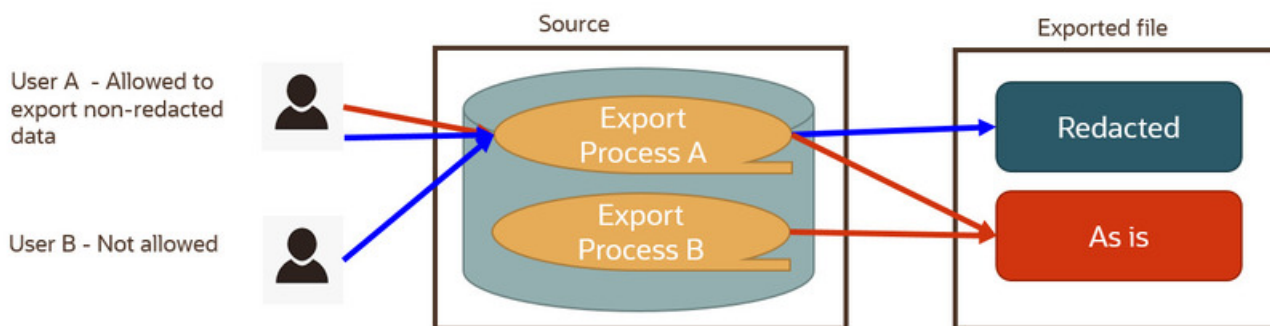 Source
Exported file
User A - Allowed to
export non-redacted
data
Export
Process A
Redacted
User B - Not allowed
Export
Process B
As is